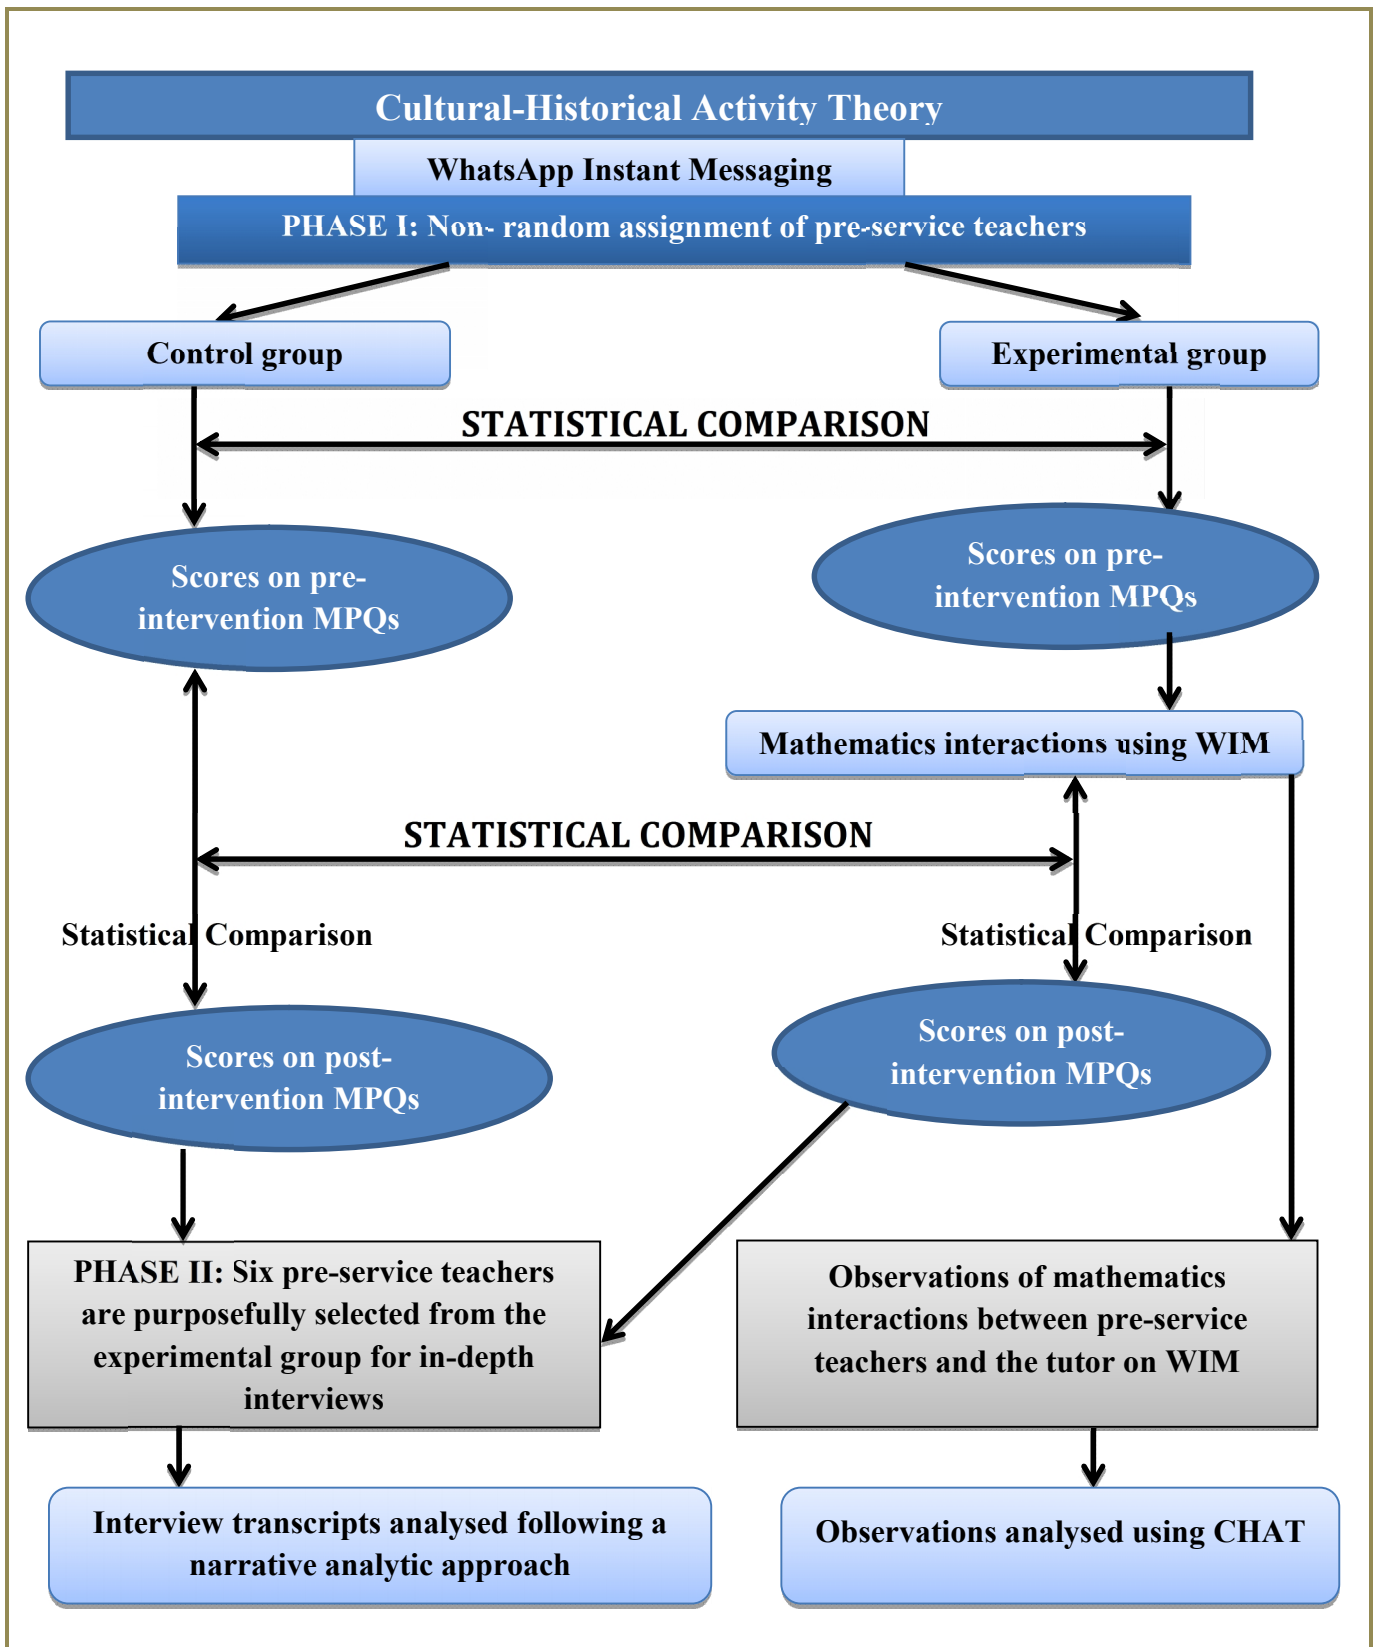 Cultural-Historical Activity Theory
WhatsApp Instant Messaging
PHASE I: Non- random assignment of pre-service teachers
Control group
Experimental group
STATISTICAL COMPARISON
Scores on pre-
intervention MPQs
Scores on pre-
intervention MPQs
Mathematics interactions using WIM
STATISTICAL COMPARISON
Statistical Comparison
Statistical Comparison
Scores on post-
intervention MPQs
Scores on post-
intervention MPQs
PHASE II: Six pre-service teachers
are purposefully selected from the
experimental group for in-depth
interviews
Observations of mathematics
interactions between pre-service
teachers and the tutor on WIM
Interview transcripts analysed following a
narrative analytic approach
Observations analysed using CHAT